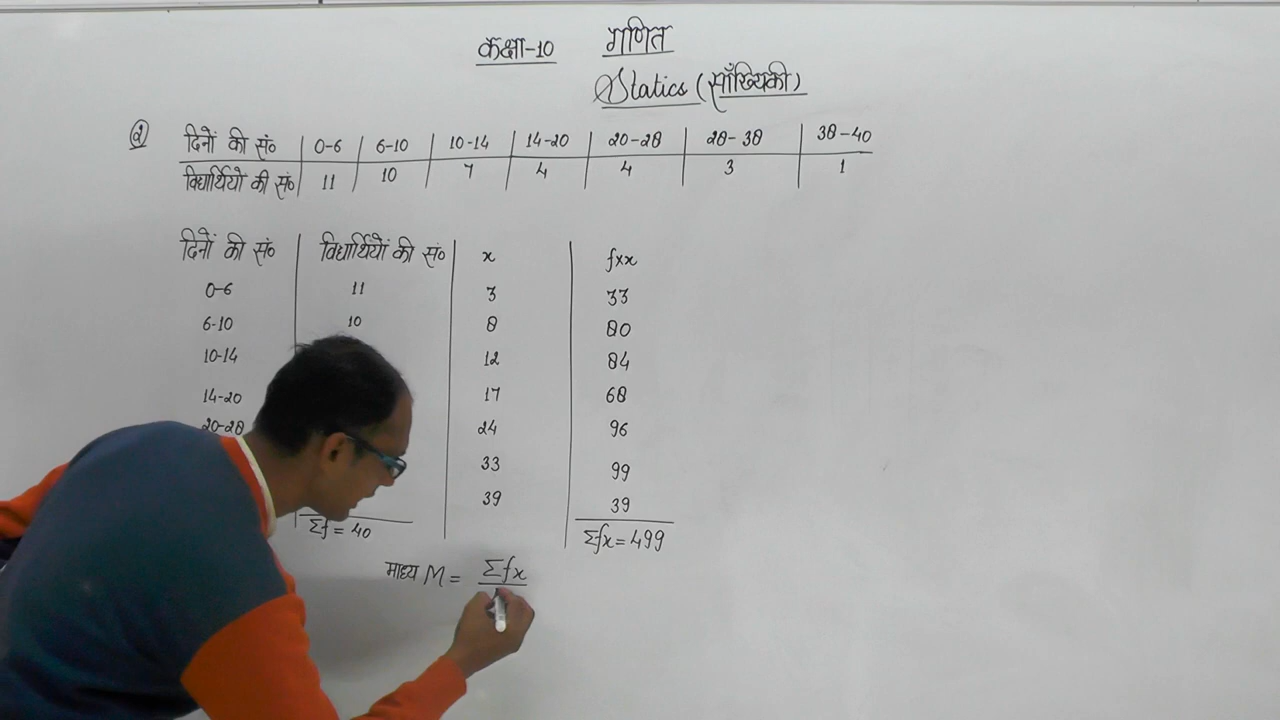 कक्षा-10 गणित
Statics (साँख्यिकी)
② दिनों की सं० 0-6 6-10 10-14 14-20 20-28 28-38 38-40
विद्यार्थियों की सं० 11 10 7 4 4 3 1
दिनों की सं० विद्यार्थियों की सं० x f×x
0-6 11 3 33
6-10 10 8 80
10-14 12 84
14-20 17 68
20-28 24 96
33 99
39 39
Σf = 40 Σfx = 499
माध्य M = Σfx